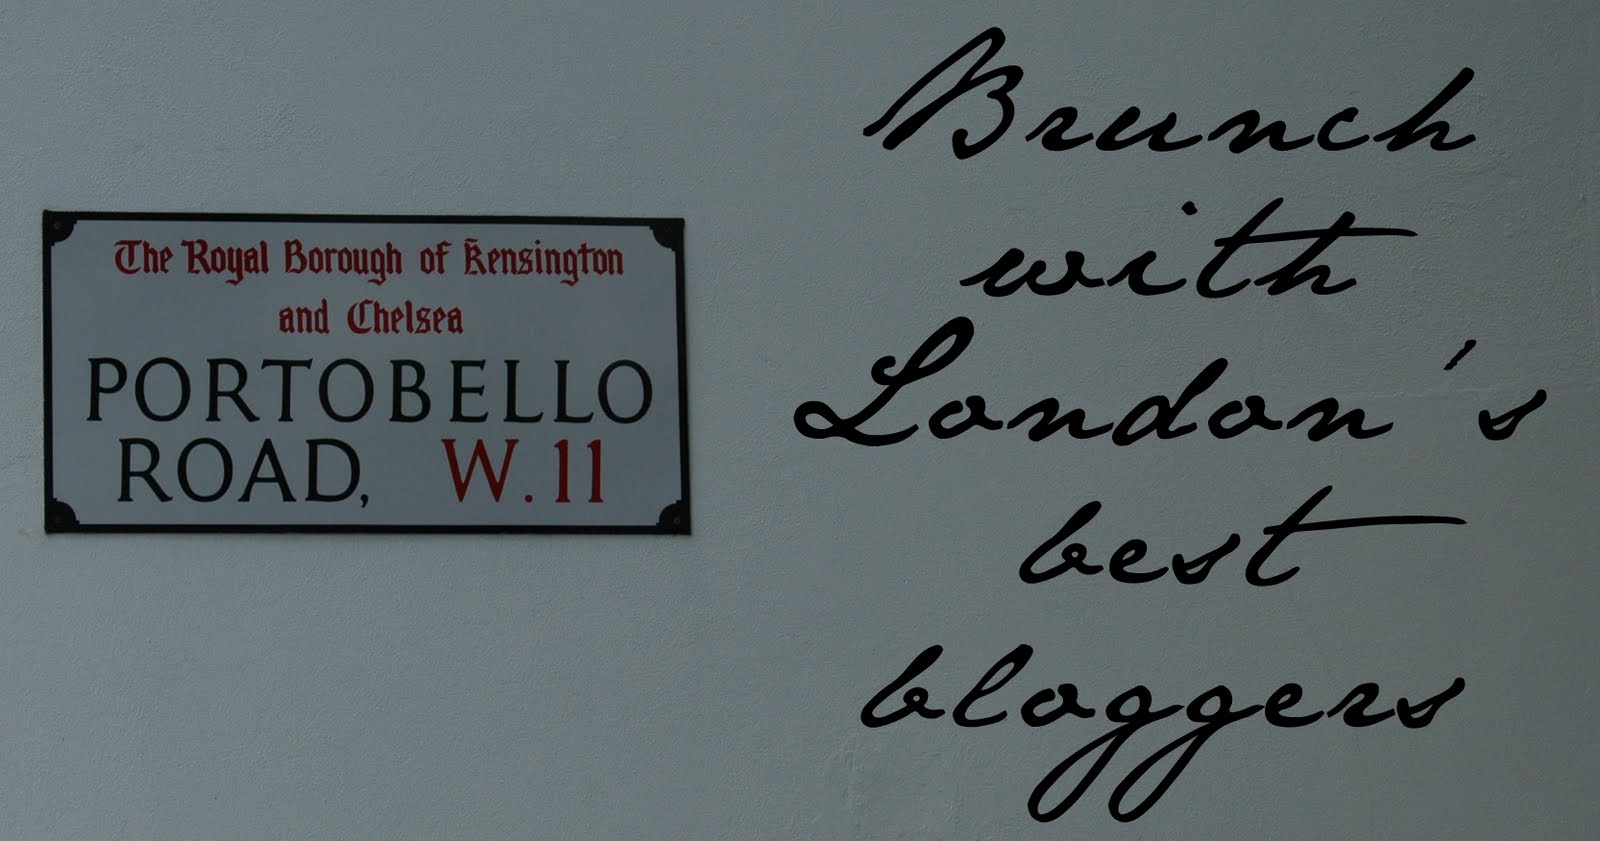 The Royal Borough of Kensington
and Chelsea
PORTOBELLO
ROAD, W.11
Brunch
with
London's
best
bloggers